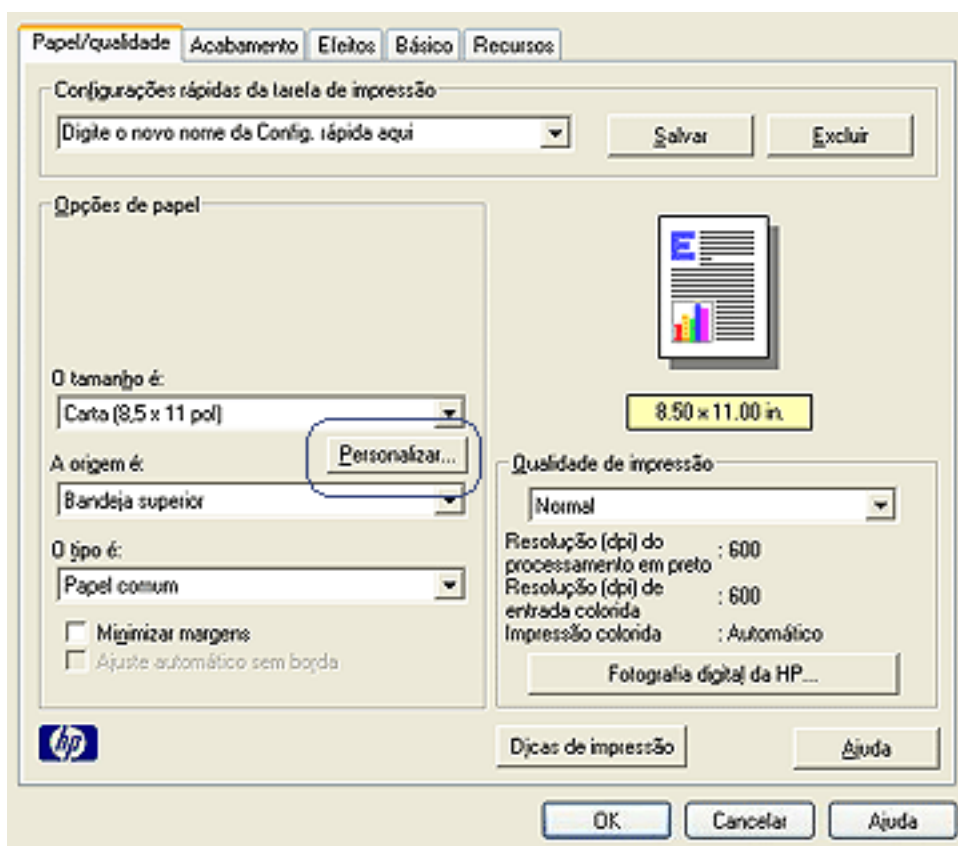 Papel/qualidade Acabamento Efeitos Básico Recursos
Configurações rápidas da tarefa de impressão
Digite o novo nome da Config. rápida aqui Salvar Excluir
Opções de papel
E
O tamanho é:
Carta (8,5 x 11 pol)
8.50 x 11.00 in.
Personalizar...
A origem é:
Bandeja superior
Qualidade de impressão
Normal
O tipo é:
Papel comum
Resolução (dpi) do
processamento em preto : 600
Resolução (dpi) de
entrada colorida : 600
Impressão colorida : Automático
Minimizar margens
Ajuste automático sem borda
Fotografia digital da HP...
hp
Dicas de impressão Ajuda
OK Cancelar Ajuda